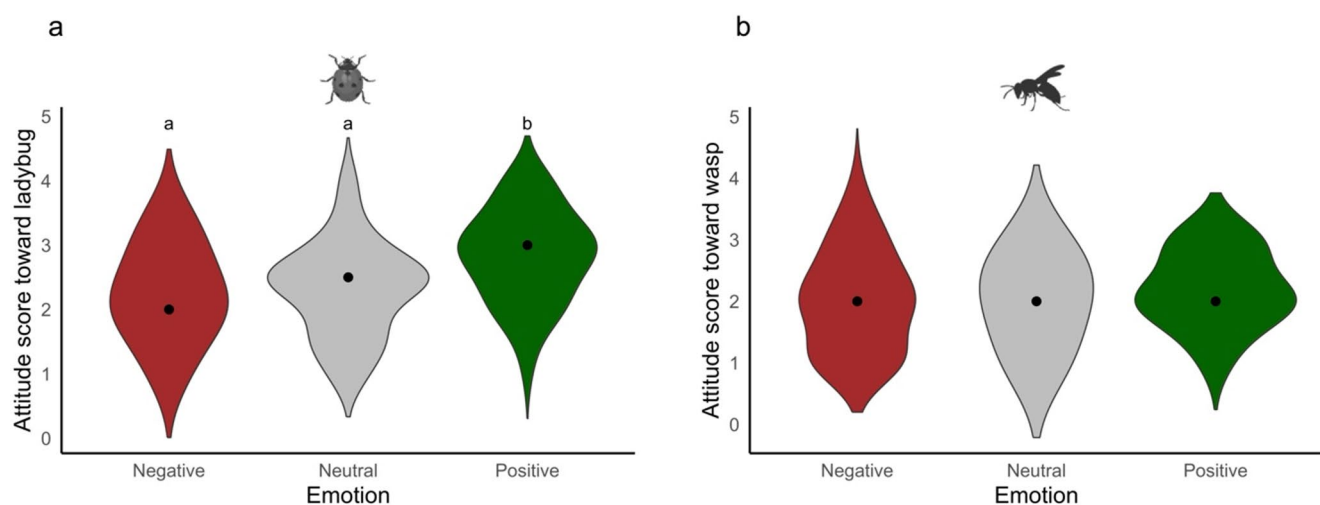 a
Attitude score toward ladybug
5
4
3
2
1
0
a a b
Negative Neutral Positive
Emotion
b
Attitude score toward wasp
5
4
3
2
1
0
Negative Neutral Positive
Emotion